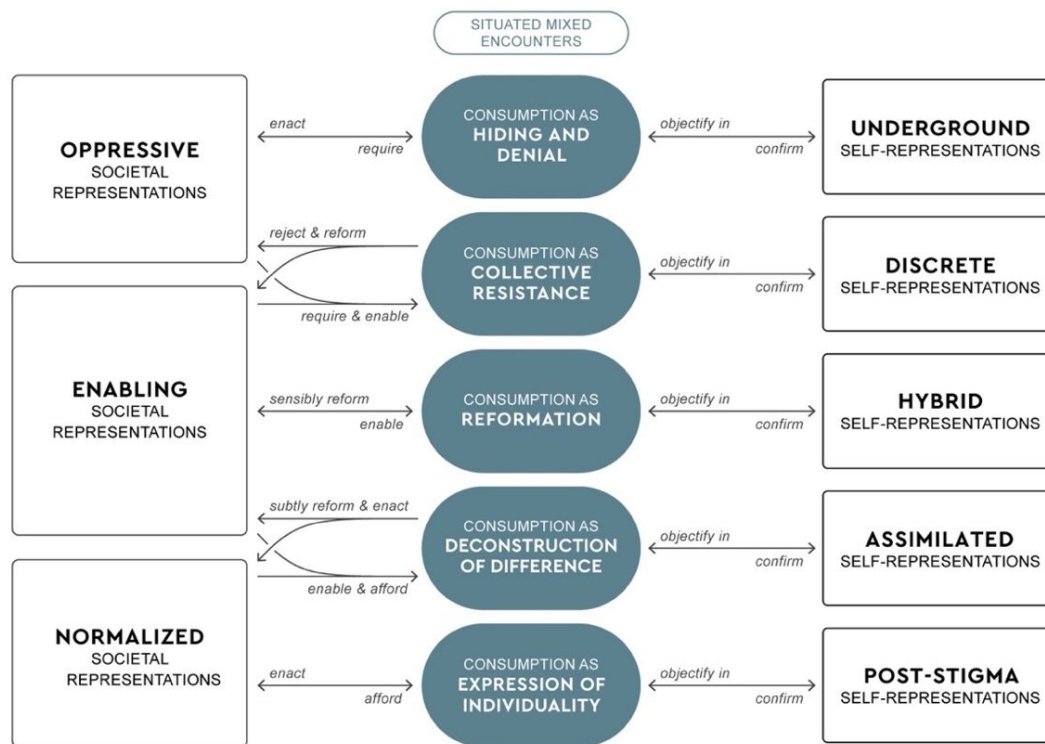 SITUATED MIXED
ENCOUNTERS
OPPRESSIVE
SOCIETAL
REPRESENTATIONS
enact
require
CONSUMPTION AS
HIDING AND
DENIAL
objectify in
confirm
UNDERGROUND
SELF-REPRESENTATIONS
reject & reform
require & enable
CONSUMPTION AS
COLLECTIVE
RESISTANCE
objectify in
confirm
DISCRETE
SELF-REPRESENTATIONS
ENABLING
SOCIETAL
REPRESENTATIONS
sensibly reform
enable
CONSUMPTION AS
REFORMATION
objectify in
confirm
HYBRID
SELF-REPRESENTATIONS
subtly reform & enact
enable & afford
CONSUMPTION AS
DECONSTRUCTION
OF DIFFERENCE
objectify in
confirm
ASSIMILATED
SELF-REPRESENTATIONS
NORMALIZED
SOCIETAL
REPRESENTATIONS
enact
afford
CONSUMPTION AS
EXPRESSION OF
INDIVIDUALITY
objectify in
confirm
POST-STIGMA
SELF-REPRESENTATIONS